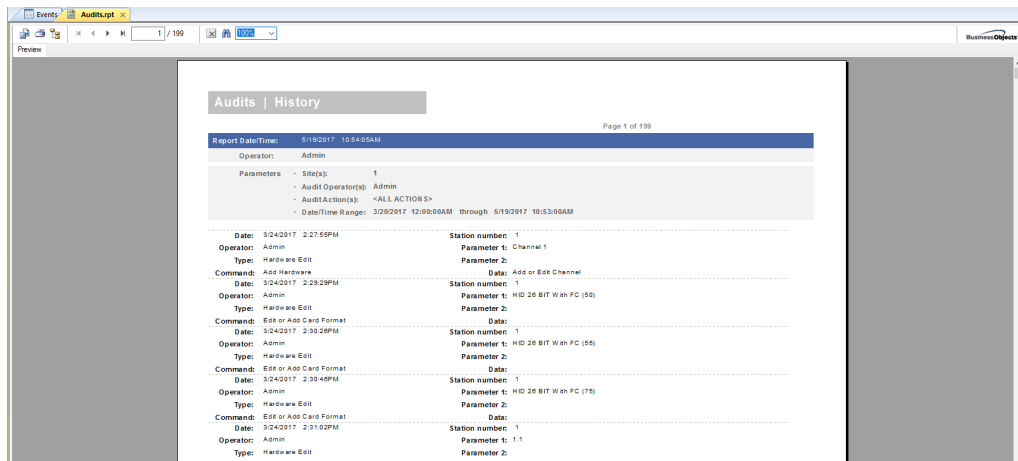 Events Audits.rpt ×
1 / 199 100%
BusinessObjects
Preview
Audits | History
Page 1 of 199
Report Date/Time: 5/19/2017 10:54:05AM
Operator: Admin
Parameters - Site(s): 1
- Audit Operator(s): Admin
- Audit Action(s): <ALL ACTIONS>
- Date/Time Range: 3/20/2017 12:00:00AM through 5/19/2017 10:53:00AM
Date: 3/24/2017 2:27:55PM Station number: 1
Operator: Admin Parameter 1: Channel 1
Type: Hardware Edit Parameter 2:
Command: Add Hardware Data: Add or Edit Channel
Date: 3/24/2017 2:29:29PM Station number: 1
Operator: Admin Parameter 1: HID 26 BIT With FC (50)
Type: Hardware Edit Parameter 2:
Command: Edit or Add Card Format Data:
Date: 3/24/2017 2:30:26PM Station number: 1
Operator: Admin Parameter 1: HID 26 BIT With FC (55)
Type: Hardware Edit Parameter 2:
Command: Edit or Add Card Format Data:
Date: 3/24/2017 2:30:46PM Station number: 1
Operator: Admin Parameter 1: HID 26 BIT With FC (75)
Type: Hardware Edit Parameter 2:
Command: Edit or Add Card Format Data:
Date: 3/24/2017 2:31:02PM Station number: 1
Operator: Admin Parameter 1: 1.1
Type: Hardware Edit Parameter 2: